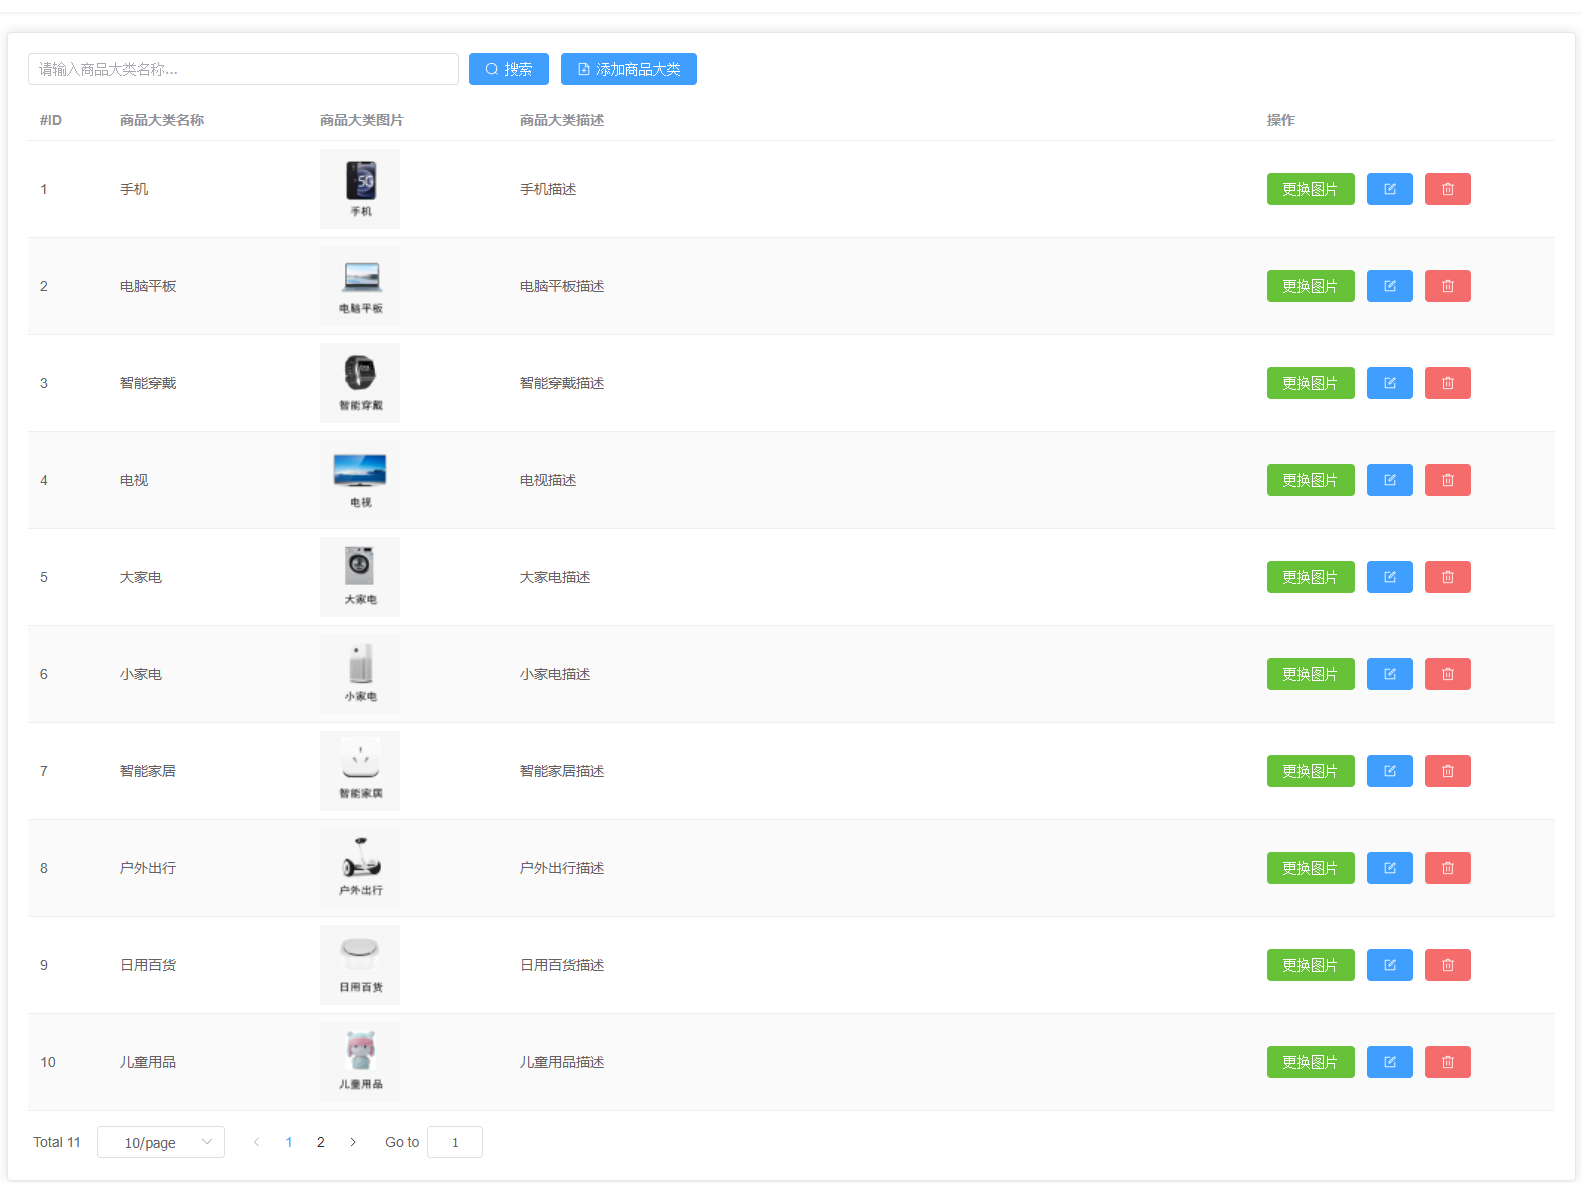 请输入商品大类名称... 搜索 添加商品大类
#ID 商品大类名称 商品大类图片 商品大类描述 操作
1 手机 5G 手机描述 更换图片
手机
2 电脑平板 电脑平板描述 更换图片
电脑平板
3 智能穿戴 智能穿戴描述 更换图片
智能穿戴
4 电视 电视描述 更换图片
电视
5 大家电 大家电描述 更换图片
大家电
6 小家电 小家电描述 更换图片
小家电
7 智能家居 智能家居描述 更换图片
智能家居
8 户外出行 户外出行描述 更换图片
户外出行
9 日用百货 日用百货描述 更换图片
日用百货
10 儿童用品 儿童用品描述 更换图片
儿童用品
Total 11 10/page 1 2 Go to 1